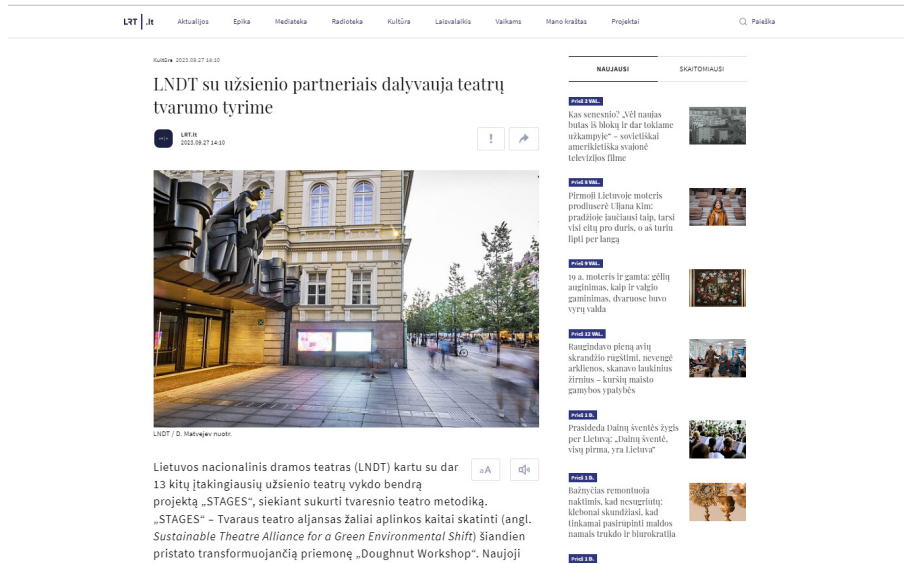 LRT .lt
Aktualijos Epika Mediateka Radioteka Kultūra Laisvalaikis Vaikams Mano kraštas Projektai Paieška
Kultūra 2023.09.27 14:10
LNDT su užsienio partneriais dalyvauja teatrų
tvarumo tyrime
LRT.lt
2023.09.27 14:10
LNDT / D. Matvejev nuotr.
aA
Lietuvos nacionalinis dramos teatras (LNDT) kartu su dar
13 kitų įtakingiausių užsienio teatrų vykdo bendrą
projektą „STAGES“, siekiant sukurti tvaresnio teatro metodiką.
„STAGES“ – Tvaraus teatro aljansas žaliai aplinkos kaitai skatinti (angl.
Sustainable Theatre Alliance for a Green Environmental Shift) šiandien
pristato transformuojančią priemonę „Doughnut Workshop“. Naujoji
NAUJAUSI SKAITOMIAUSI
Prieš 2 VAL.
Kas senesnio? „Vėl naujas
butas iš blokų ir dar tokiame
užkampyje“ – sovietiškai
amerikietiška svajonė
televizijos filme
Prieš 8 VAL.
Pirmoji Lietuvoje moteris
prodiuserė Uljana Kim:
pradžioje jaučiausi taip, tarsi
visi eitų pro duris, o aš turiu
lipti per langą
Prieš 9 VAL.
19 a. moteris ir gamta: gėlių
auginimas, kaip ir valgio
gaminimas, dvaruose buvo
vyrų valda
Prieš 12 VAL.
Raugindavo pieną avių
skrandžio rūgštimi, nevengė
arklienos, skanavo laukinius
žirnius – kuršių maisto
gamybos ypatybės
Prieš 1 D.
Prasideda Dainų šventės žygis
per Lietuvą: „Dainų šventė,
visų pirma, yra Lietuva“
Prieš 1 D.
Bažnyčias remontuoja
naktimis, kad nesugriūtų:
klebonai skundžiasi, kad
tinkamai pasirūpinti maldos
namais trukdo ir biurokratija
Prieš 1 D.